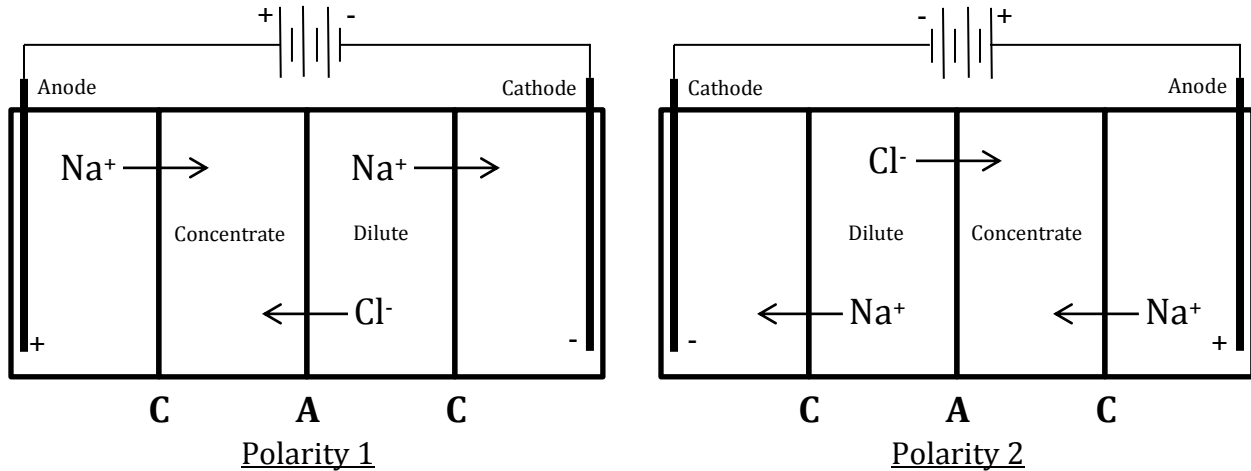 + - - +
Anode Cathode Cathode Anode
Na⁺ Na⁺ Cl⁻
Concentrate Dilute Dilute Concentrate
Cl⁻ Na⁺ Na⁺
+ - - +
C A C C A C
Polarity 1 Polarity 2